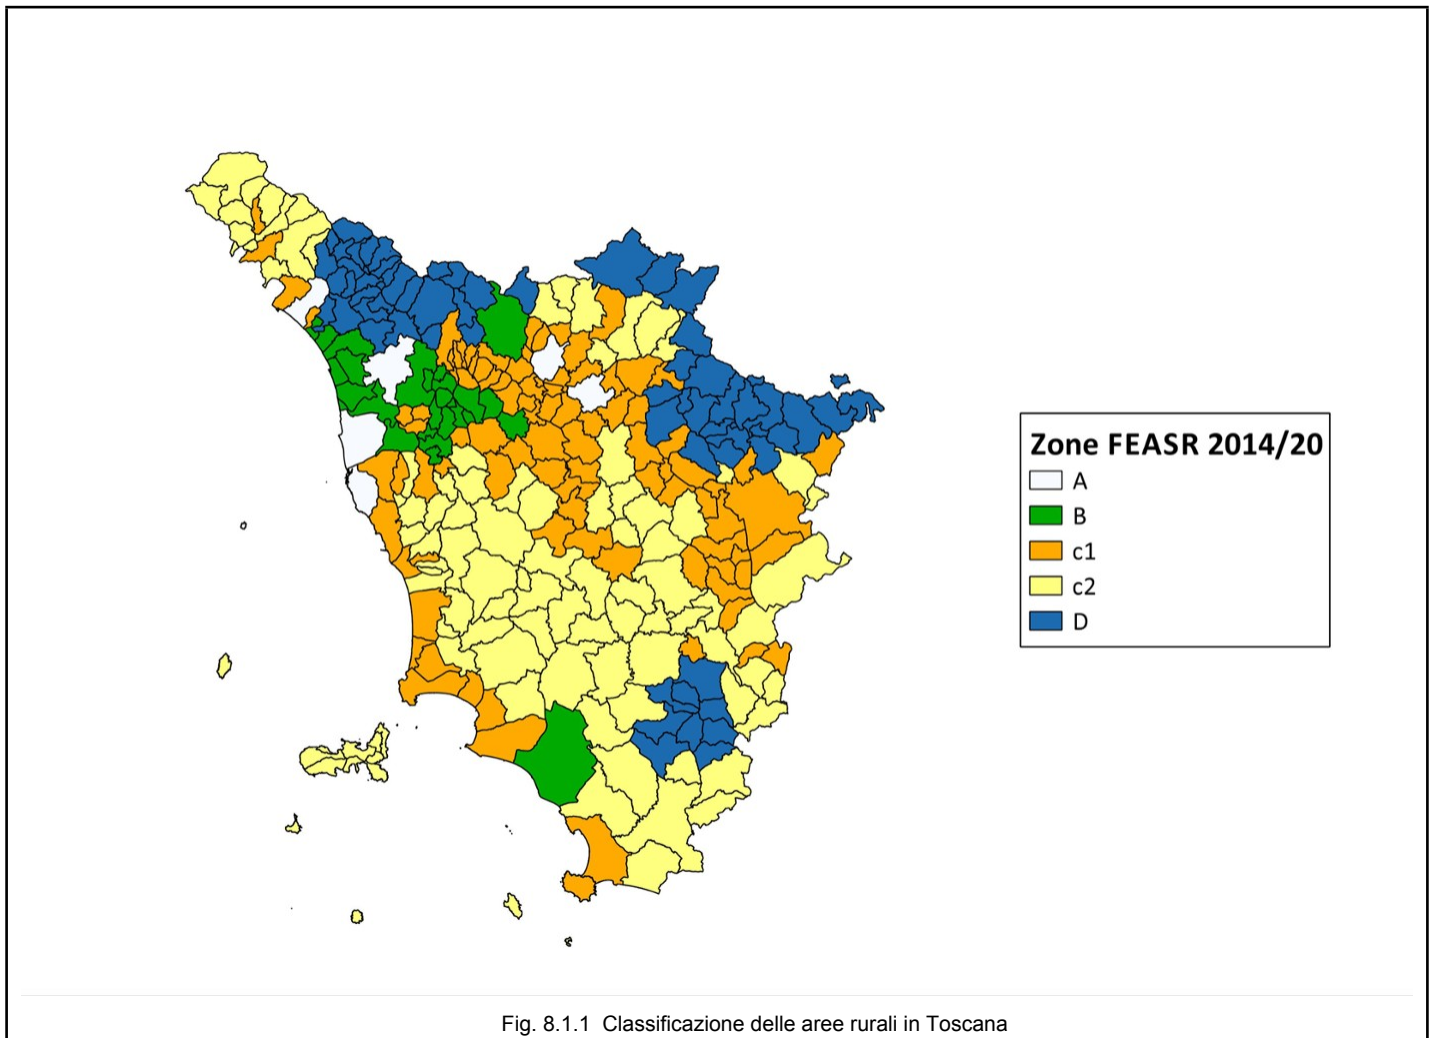 Zone FEASR 2014/20
A
B
c1
c2
D
Fig. 8.1.1 Classificazione delle aree rurali in Toscana